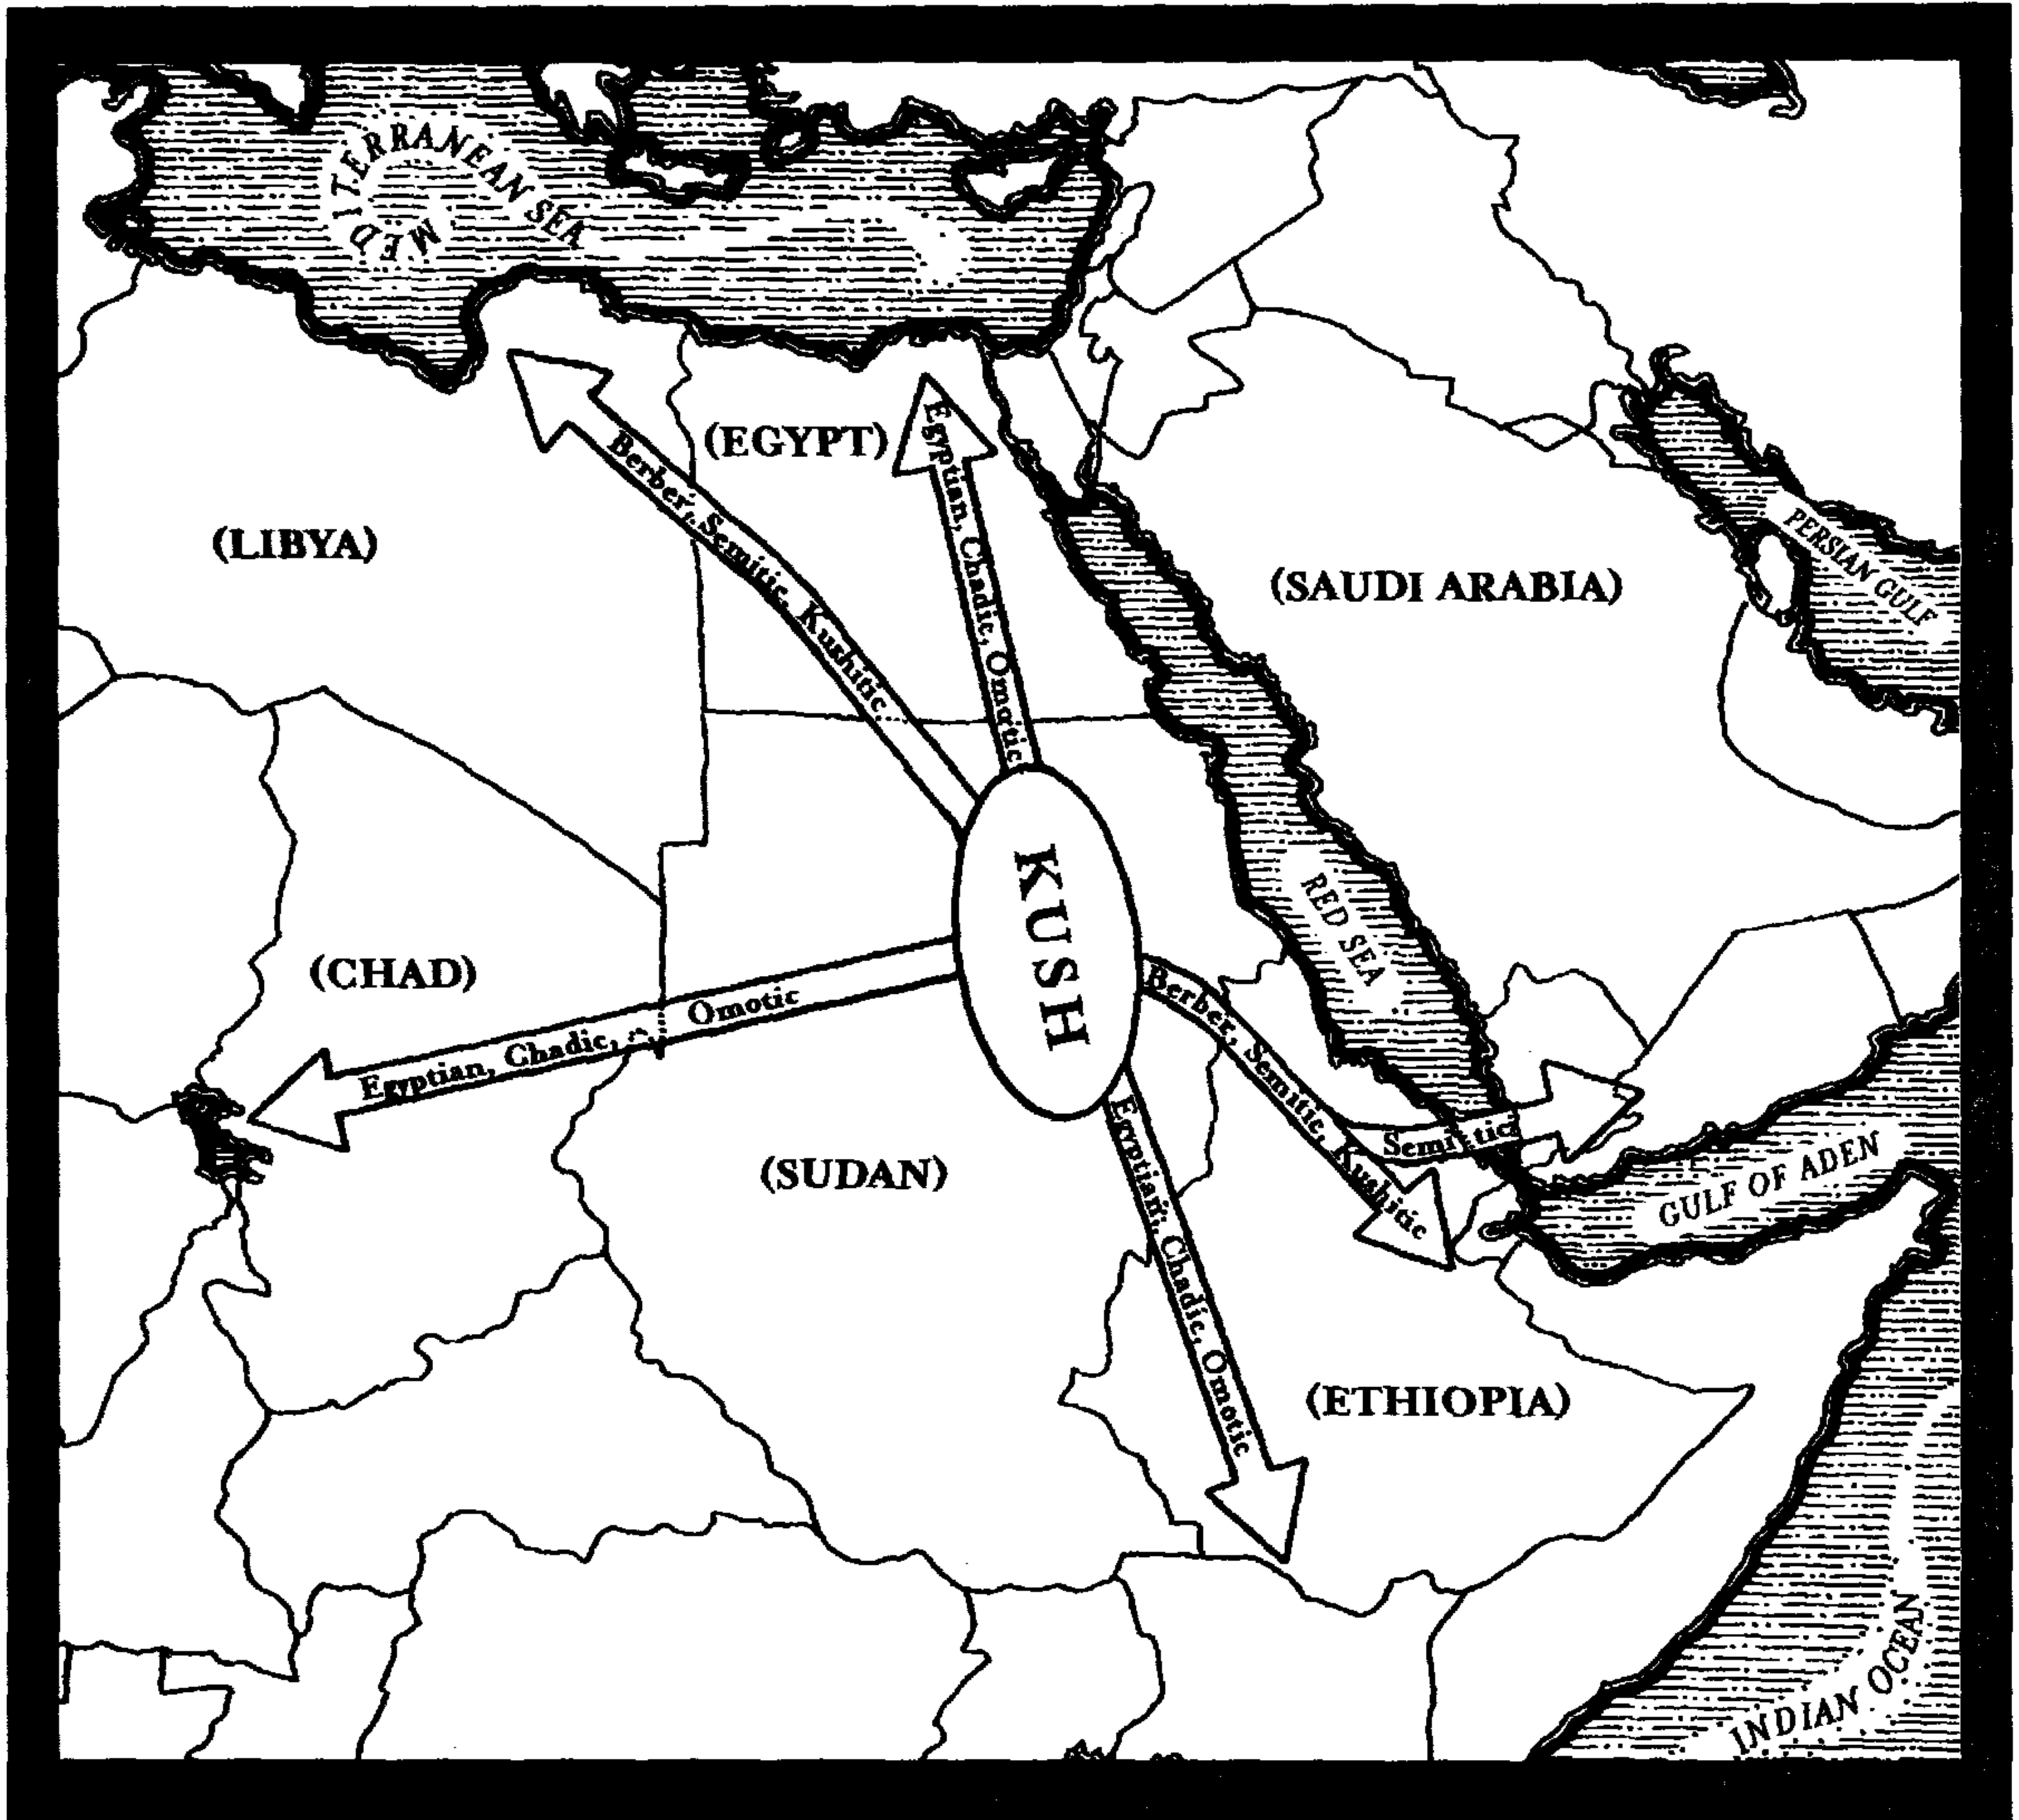 MEDITERRANEAN SEA
(EGYPT)
Berber, Semitic, Kushitic
Egyptian, Chadic, Omotic
(LIBYA)
(SAUDI ARABIA)
PERSIAN GULF
KUSH
RED SEA
(CHAD)
Egyptian, Chadic, Omotic
Berber, Semitic, Kushitic
Semitic
(SUDAN)
GULF OF ADEN
Egyptian, Chadic, Omotic
(ETHIOPIA)
INDIAN OCEAN